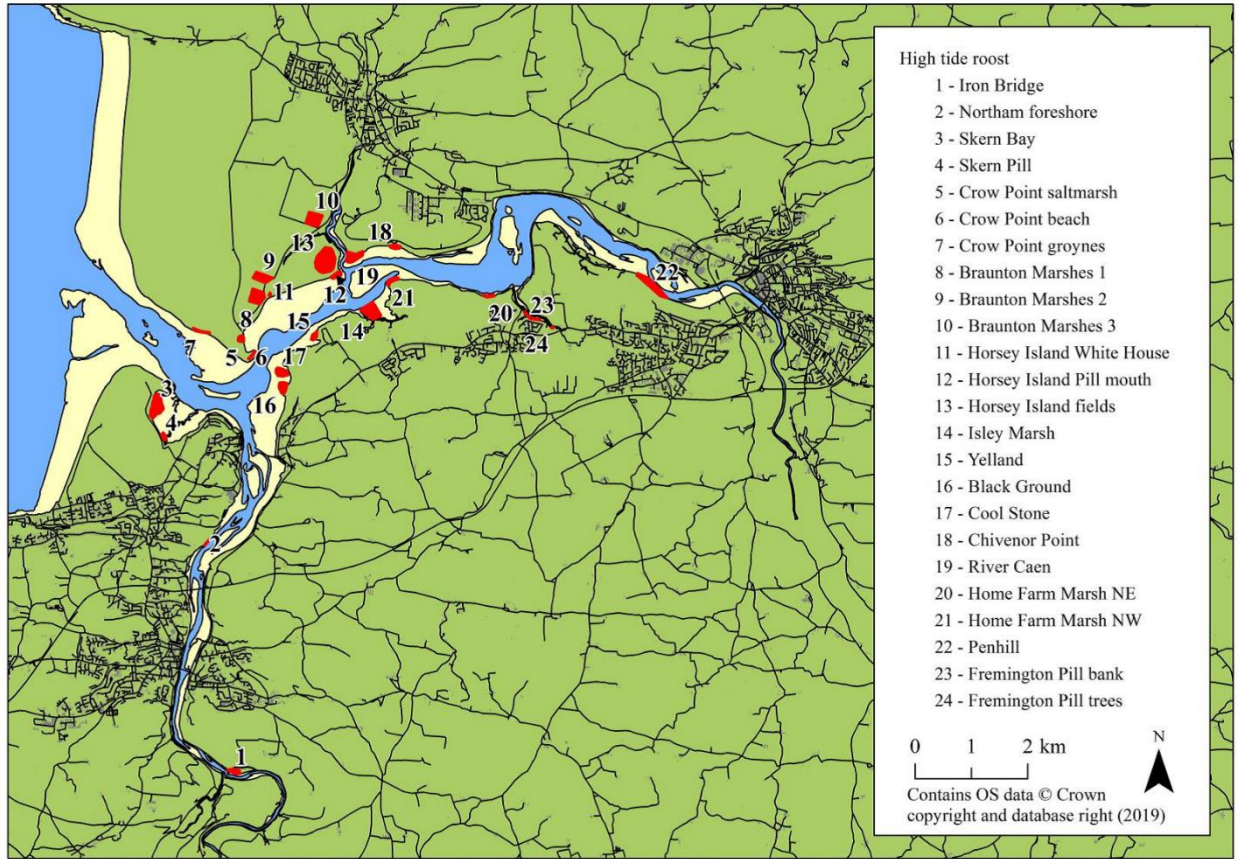 High tide roost
1 - Iron Bridge
2 - Northam foreshore
3 - Skern Bay
4 - Skern Pill
5 - Crow Point saltmarsh
6 - Crow Point beach
7 - Crow Point groynes
8 - Braunton Marshes 1
9 - Braunton Marshes 2
10 - Braunton Marshes 3
11 - Horsey Island White House
12 - Horsey Island Pill mouth
13 - Horsey Island fields
14 - Isley Marsh
15 - Yelland
16 - Black Ground
17 - Cool Stone
18 - Chivenor Point
19 - River Caen
20 - Home Farm Marsh NE
21 - Home Farm Marsh NW
22 - Penhill
23 - Fremington Pill bank
24 - Fremington Pill trees
N
0 1 2 km
Contains OS data © Crown
copyright and database right (2019)
10
13
18
9
19
22
11
12
21
8
15
14
20
23
7
5
6
17
24
3
16
4
2
1